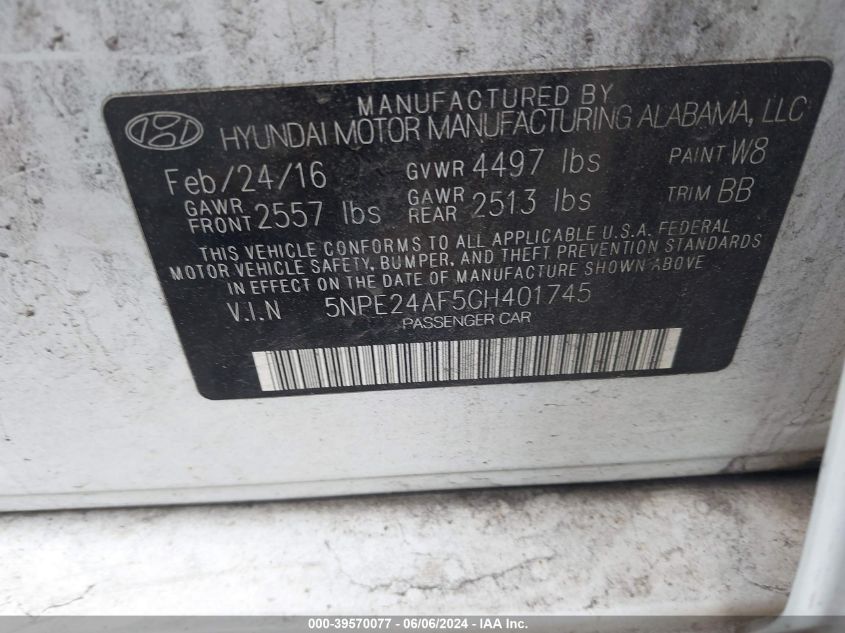 MANUFACTURED BY
HYUNDAI MOTOR MANUFACTURING ALABAMA, LLC
Feb/24/16 GVWR 4497 lbs PAINT W8
GAWR FRONT 2557 lbs GAWR REAR 2513 lbs TRIM BB
THIS VEHICLE CONFORMS TO ALL APPLICABLE U.S.A. FEDERAL
MOTOR VEHICLE SAFETY, BUMPER, AND THEFT PREVENTION STANDARDS
IN EFFECT ON THE DATE OF MANUFACTURE SHOWN ABOVE
V.I.N 5NPE24AF5GH401745
PASSENGER CAR
000-39570077 - 06/06/2024 - IAA Inc.